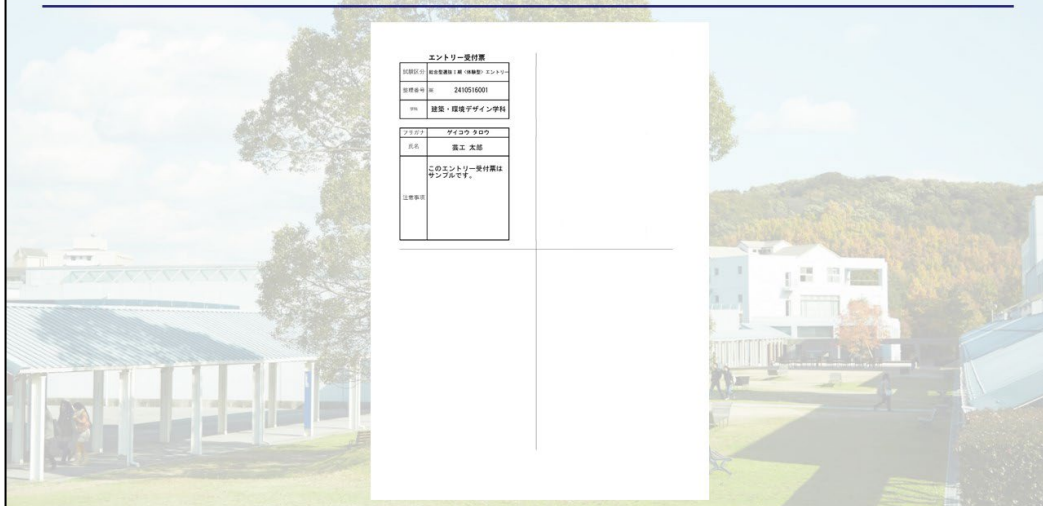 エントリー受付票
試験区分 総合型選抜Ⅰ期（体験型）エントリー
受付番号 第 2410516001
学科 建築・環境デザイン学科
フリガナ ゲイコウ タロウ
氏名 芸工 太郎
注意事項 このエントリー受付票は
サンプルです。